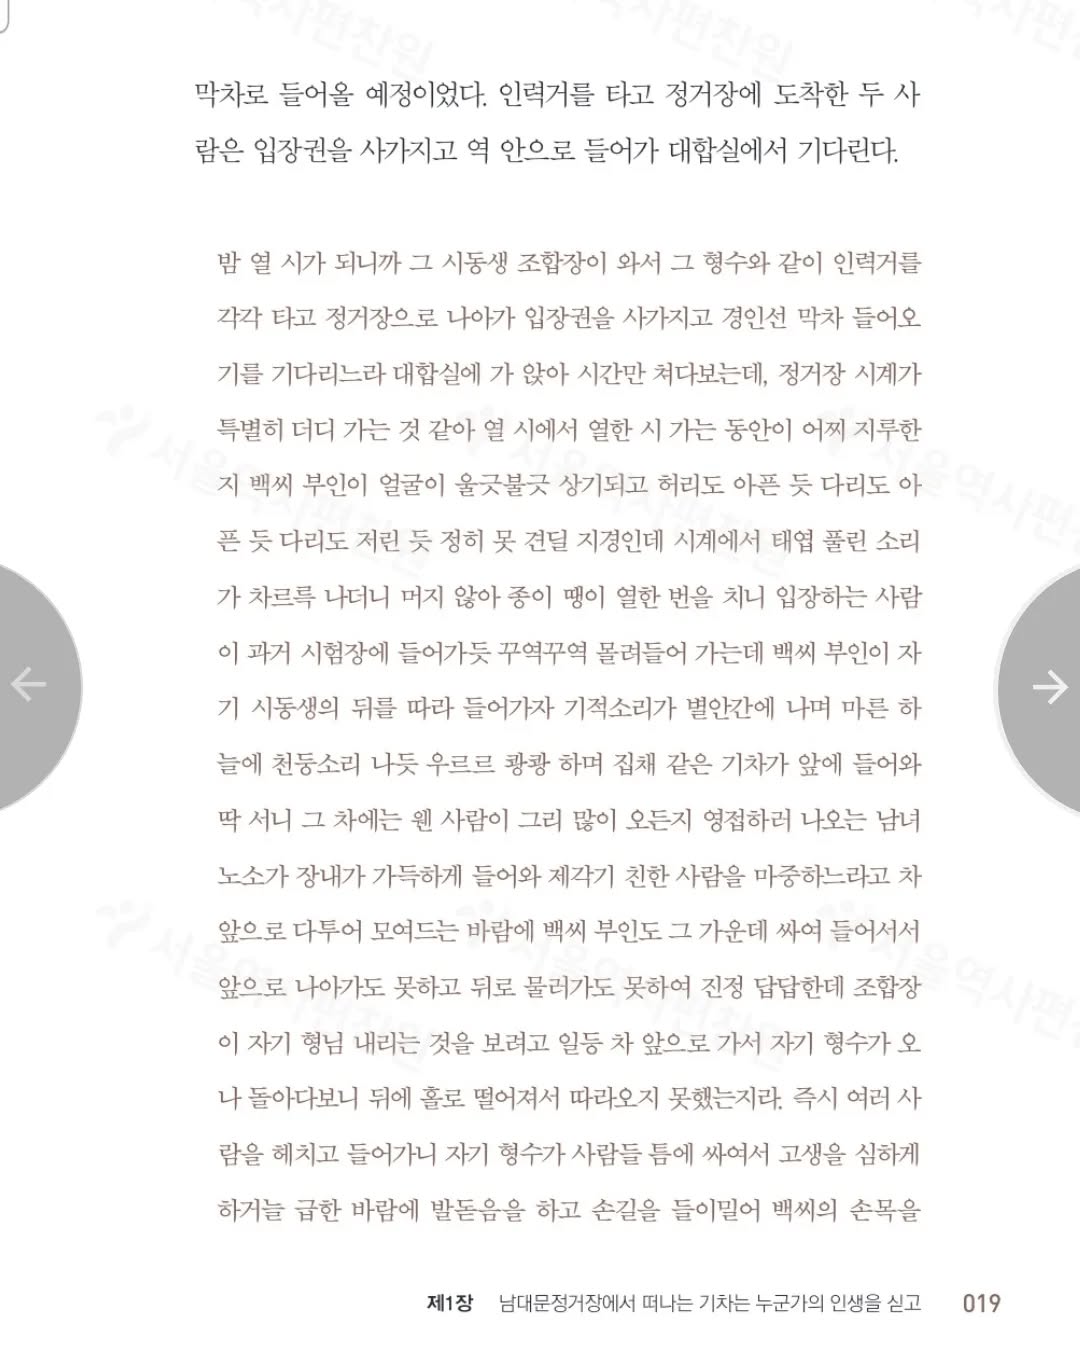 막차로 들어올 예정이었다. 인력거를 타고 정거장에 도착한 두 사
람은 입장권을 사가지고 역 안으로 들어가 대합실에서 기다린다.
밤 열 시가 되니까 그 시동생 조합장이 와서 그 형수와 같이 인력거를
각각 타고 정거장으로 나아가 입장권을 사가지고 경인선 막차 들어오
기를 기다리느라 대합실에 가 앉아 시간만 쳐다보는데, 정거장 시계가
특별히 더디 가는 것 같아 열 시에서 열한 시 가는 동안이 어찌 지루한
지 백씨 부인이 얼굴이 울긋불긋 상기되고 허리도 아픈 듯 다리도 아
픈 듯 다리도 저린 듯 정히 못 견딜 지경인데 시계에서 태엽 풀린 소리
가 차르륵 나더니 머지 않아 종이 땡이 열한 번을 치니 입장하는 사람
이 과거 시험장에 들어가듯 꾸역꾸역 몰려들어 가는데 백씨 부인이 자
기 시동생의 뒤를 따라 들어가자 기적소리가 별안간에 나며 마른 하
늘에 천둥소리 나듯 우르르 쾅쾅 하며 집채 같은 기차가 앞에 들어와
딱 서니 그 차에는 웬 사람이 그리 많이 오든지 영접하러 나오는 남녀
노소가 장내가 가득하게 들어와 제각기 친한 사람을 마중하느라고 차
앞으로 다투어 모여드는 바람에 백씨 부인도 그 가운데 싸여 들어서서
앞으로 나아가도 못하고 뒤로 물러가도 못하여 진정 답답한데 조합장
이 자기 형님 내리는 것을 보려고 일등 차 앞으로 가서 자기 형수가 오
나 돌아다보니 뒤에 홀로 떨어져서 따라오지 못했는지라. 즉시 여러 사
람을 헤치고 들어가니 자기 형수가 사람들 틈에 싸여서 고생을 심하게
하거늘 급한 바람에 발돋음을 하고 손길을 들이밀어 백씨의 손목을
제1장 남대문정거장에서 떠나는 기차는 누군가의 인생을 싣고 019
서울역사편찬원